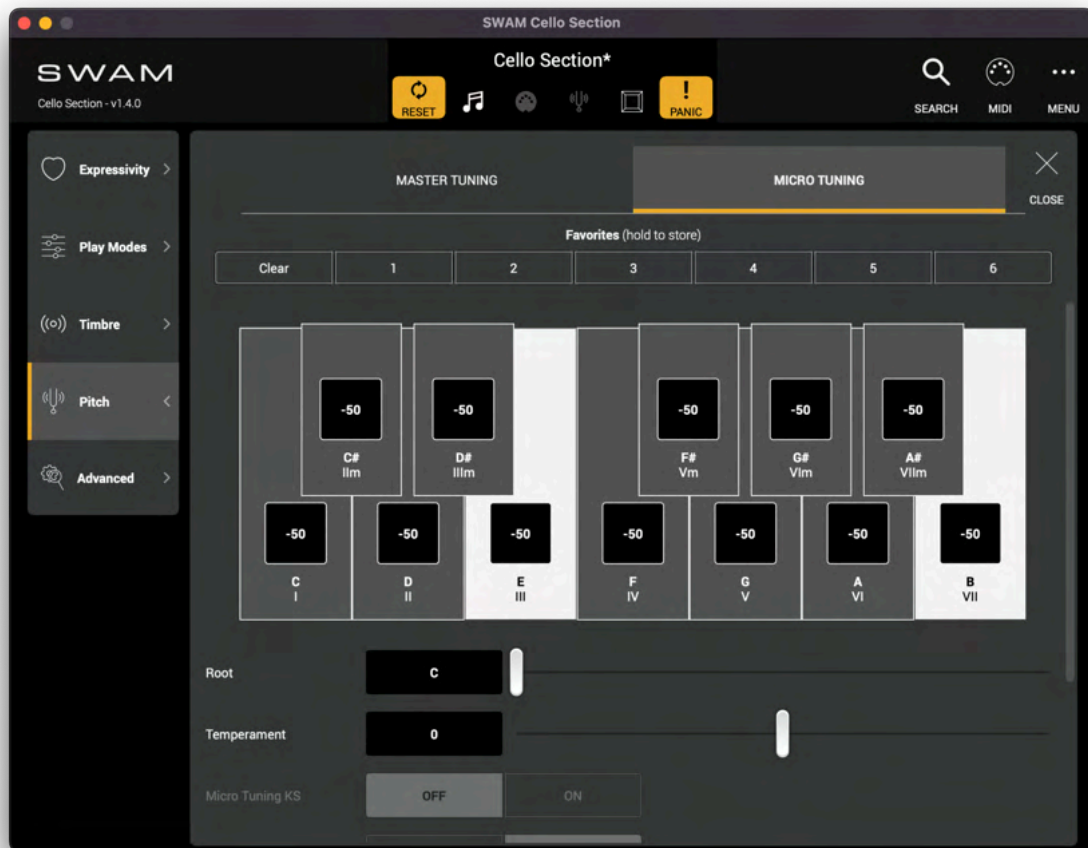 SWAM Cello Section
SWAM
Cello Section - v1.4.0
Cello Section*
RESET
PANIC
SEARCH
MIDI
MENU
Expressivity
Play Modes
Timbre
Pitch
Advanced
MASTER TUNING
MICRO TUNING
CLOSE
Favorites (hold to store)
Clear 1 2 3 4 5 6
-50 -50 -50 -50 -50
C# D# F# G# A#
IIm IIIm Vm VIm VIIm
-50 -50 -50 -50 -50 -50 -50
C D E F G A B
I II III IV V VI VII
Root C
Temperament 0
Micro Tuning KS OFF ON